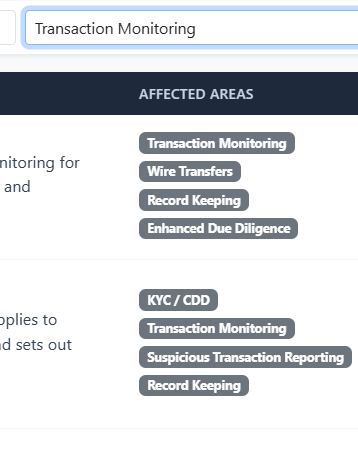 Transaction Monitoring
AFFECTED AREAS
nitoring for
and
Transaction Monitoring
Wire Transfers
Record Keeping
Enhanced Due Diligence
pplies to
d sets out
KYC / CDD
Transaction Monitoring
Suspicious Transaction Reporting
Record Keeping